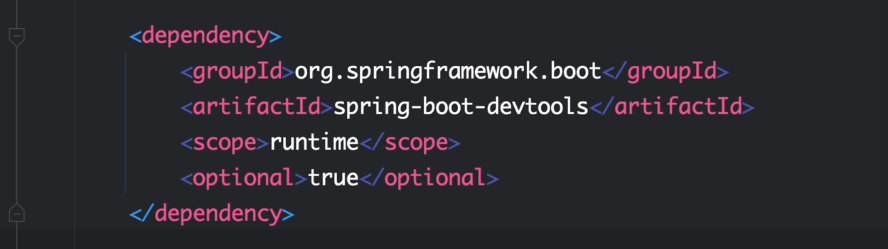 <dependency>
<groupId>org.springframework.boot</groupId>
<artifactId>spring-boot-devtools</artifactId>
<scope>runtime</scope>
<optional>true</optional>
</dependency>